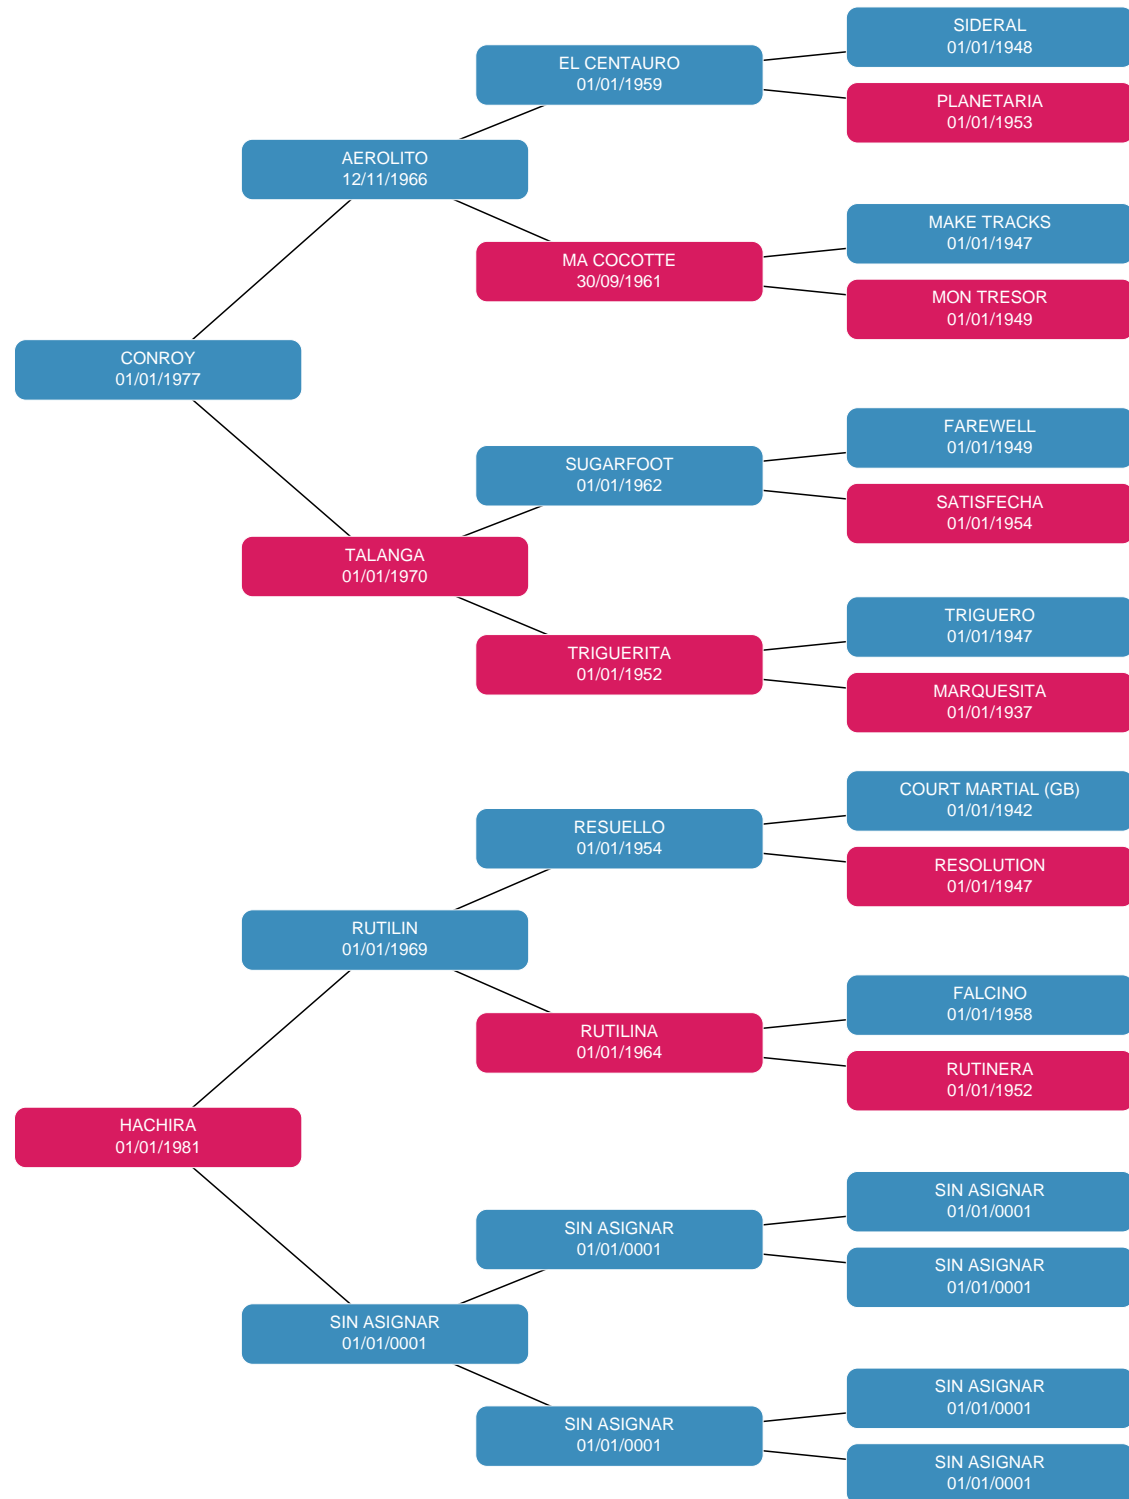 SIDERAL
01/01/1948
EL CENTAURO
01/01/1959
PLANETARIA
01/01/1953
AEROLITO
12/11/1966
MAKE TRACKS
01/01/1947
MA COCOTTE
30/09/1961
MON TRESOR
01/01/1949
CONROY
01/01/1977
FAREWELL
01/01/1949
SUGARFOOT
01/01/1962
SATISFECHA
01/01/1954
TALANGA
01/01/1970
TRIGUERO
01/01/1947
TRIGUERITA
01/01/1952
MARQUESITA
01/01/1937
COURT MARTIAL (GB)
01/01/1942
RESUELLO
01/01/1954
RESOLUTION
01/01/1947
RUTILIN
01/01/1969
FALCINO
01/01/1958
RUTILINA
01/01/1964
RUTINERA
01/01/1952
HACHIRA
01/01/1981
SIN ASIGNAR
01/01/0001
SIN ASIGNAR
01/01/0001
SIN ASIGNAR
01/01/0001
SIN ASIGNAR
01/01/0001
SIN ASIGNAR
01/01/0001
SIN ASIGNAR
01/01/0001
SIN ASIGNAR
01/01/0001